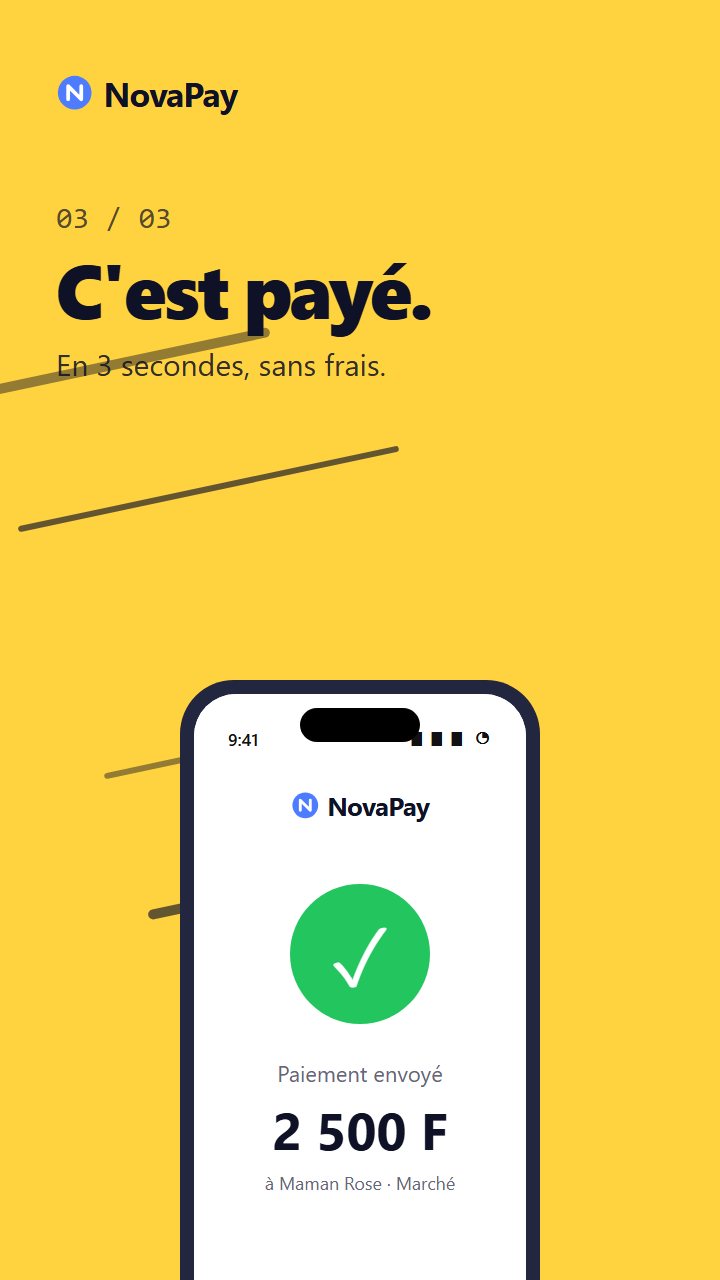 NovaPay
03 / 03
C'est payé.
En 3 secondes, sans frais.
9:41
NovaPay
Paiement envoyé
2 500 F
à Maman Rose · Marché